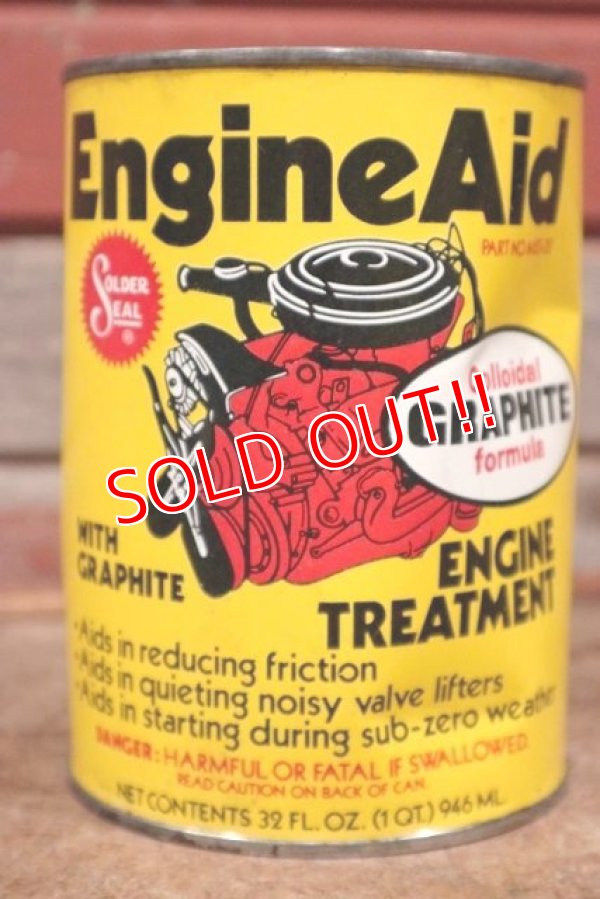 EngineAid
PART NO.
SOLDER
SEAL
®
Colloidal
GRAPHITE
formula
SOLD OUT!!
WITH
GRAPHITE
ENGINE
TREATMENT
•Aids in reducing friction
•Aids in quieting noisy valve lifters
•Aids in starting during sub-zero weather
DANGER: HARMFUL OR FATAL IF SWALLOWED.
READ CAUTION ON BACK OF CAN.
NET CONTENTS 32 FL. OZ. (1 QT.) 946 ML.